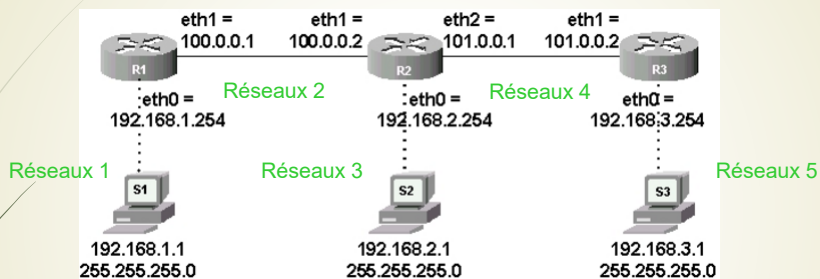 eth1 =
100.0.0.1
eth1 =
100.0.0.2
eth2 =
101.0.0.1
eth1 =
101.0.0.2
R1
R2
R3
Réseaux 2
Réseaux 4
eth0 =
192.168.1.254
eth0 =
192.168.2.254
eth0 =
192.168.3.254
Réseaux 1
Réseaux 3
Réseaux 5
S1
S2
S3
192.168.1.1
255.255.255.0
192.168.2.1
255.255.255.0
192.168.3.1
255.255.255.0